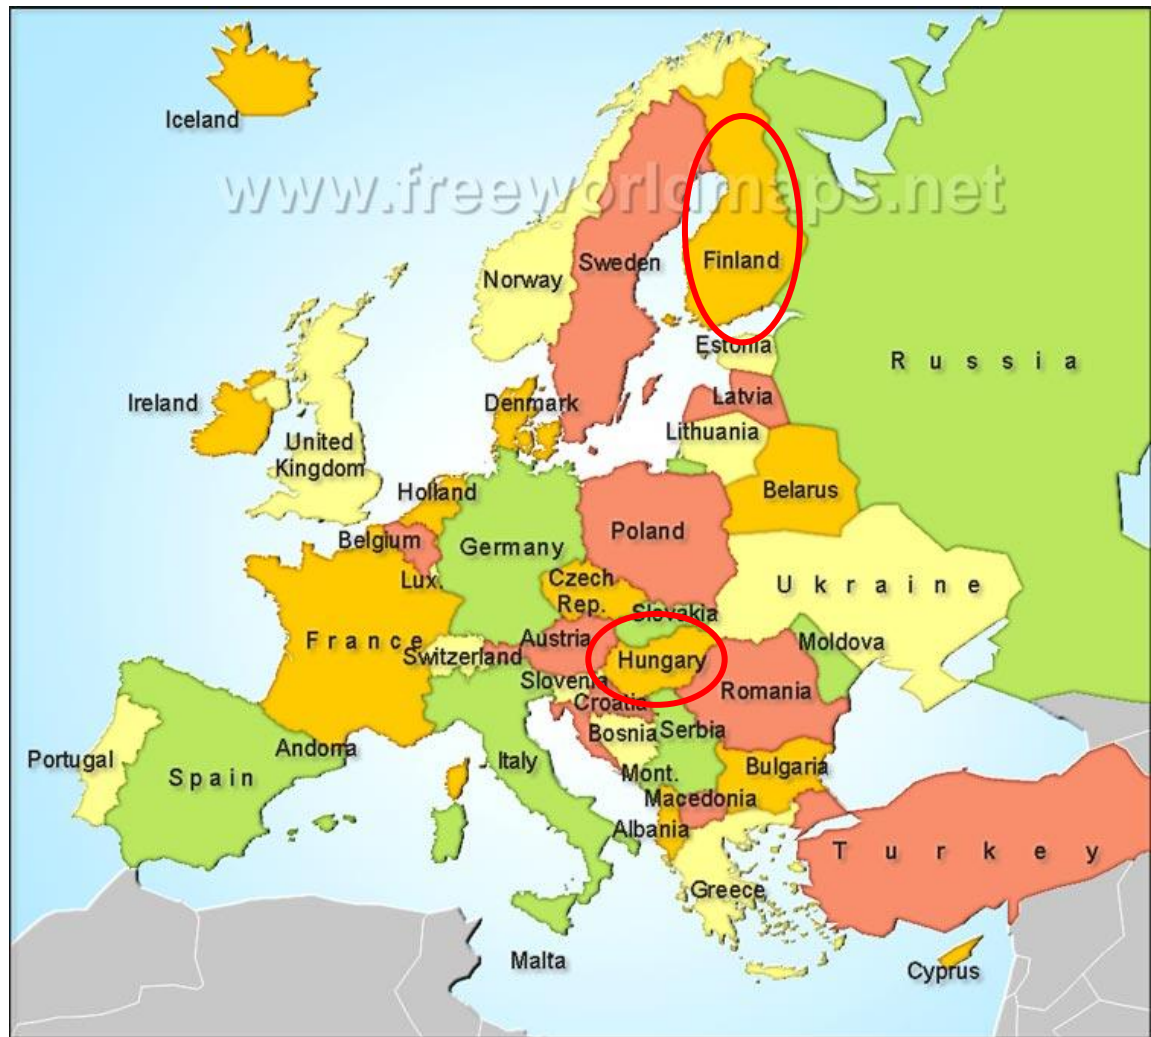 Iceland
www.freeworldmaps.net
Norway
Sweden
Finland
Estonia
Russia
Latvia
Ireland
Denmark
Lithuania
United
Kingdom
Holland
Belarus
Poland
Belgium
Germany
Lux.
Czech
Rep.
Ukraine
Slovakia
France
Austria
Moldova
Switzerland
Hungary
Slovenia
Romania
Croatia
Bosnia
Serbia
Andorra
Portugal
Spain
Italy
Mont.
Bulgaria
Macedonia
Albania
Turkey
Greece
Malta
Cyprus